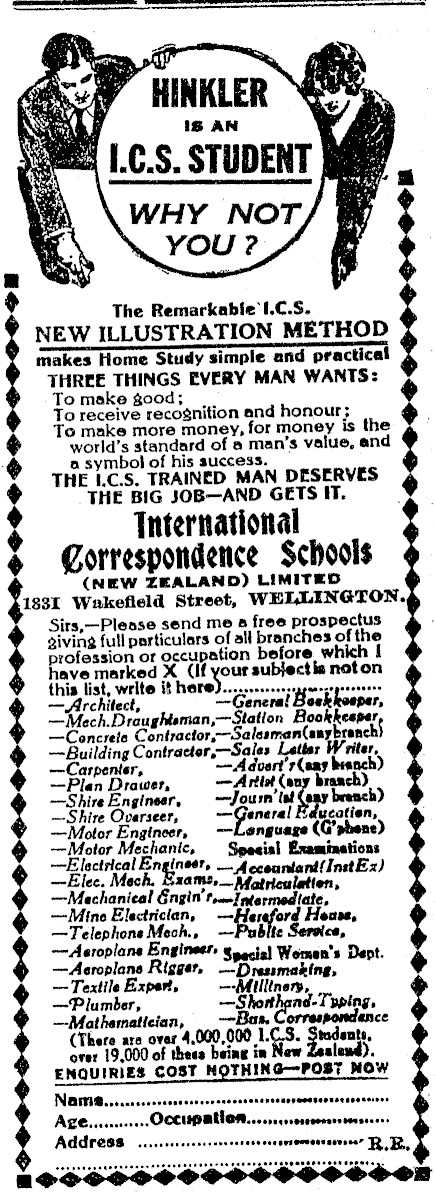 HINKLER
IS AN
I.C.S. STUDENT
WHY NOT
YOU?
The Remarkable I.C.S.
NEW ILLUSTRATION METHOD
makes Home Study simple and practical
THREE THINGS EVERY MAN WANTS:
To make good;
To receive recognition and honour;
To make more money, for money is the
world's standard of a man's value, and
a symbol of his success.
THE I.C.S. TRAINED MAN DESERVES
THE BIG JOB—AND GETS IT.
International
Correspondence Schools
(NEW ZEALAND) LIMITED
1331 Wakefield Street, WELLINGTON.
Sirs,—Please send me a free prospectus
giving full particulars of all branches of the
profession or occupation before which I
have marked X (If your subject is not on
this list, write it here)..............................
—Architect,
—Mech.Draughtsman,
—Concrete Contractor,
—Building Contractor,
—Carpenter,
—Plan Drawer,
—Shire Engineer,
—Shire Overseer,
—Motor Engineer,
—Motor Mechanic,
—Electrical Engineer,
—Elec. Mech. Exams.,
—Mechanical Engin'r,
—Mine Electrician,
—Telephone Mech.,
—Aeroplane Engineer,
—Aeroplane Rigger,
—Textile Expert,
—Plumber,
—Mathematician,
—General Bookkeeper,
—Station Bookkeeper,
—Salesman (any branch)
—Sales Letter Writer,
—Advert'r (any branch)
—Artist (any branch)
—Journ'list (any branch)
—General Education,
—Language (G'phone)
Special Examinations
—Accountant (Inst Ex)
—Matriculation,
—Intermediate,
—Hereford House,
—Public Service,
Special Women's Dept.
—Dressmaking,
—Millinery,
—Shorthand-Typing,
—Bus. Correspondence
(There are over 4,000,000 I.C.S. Students,
over 19,000 of these being in New Zealand).
ENQUIRIES COST NOTHING—POST NOW
Name..................................................
Age...........Occupation..........................
Address ...................................... R.R.